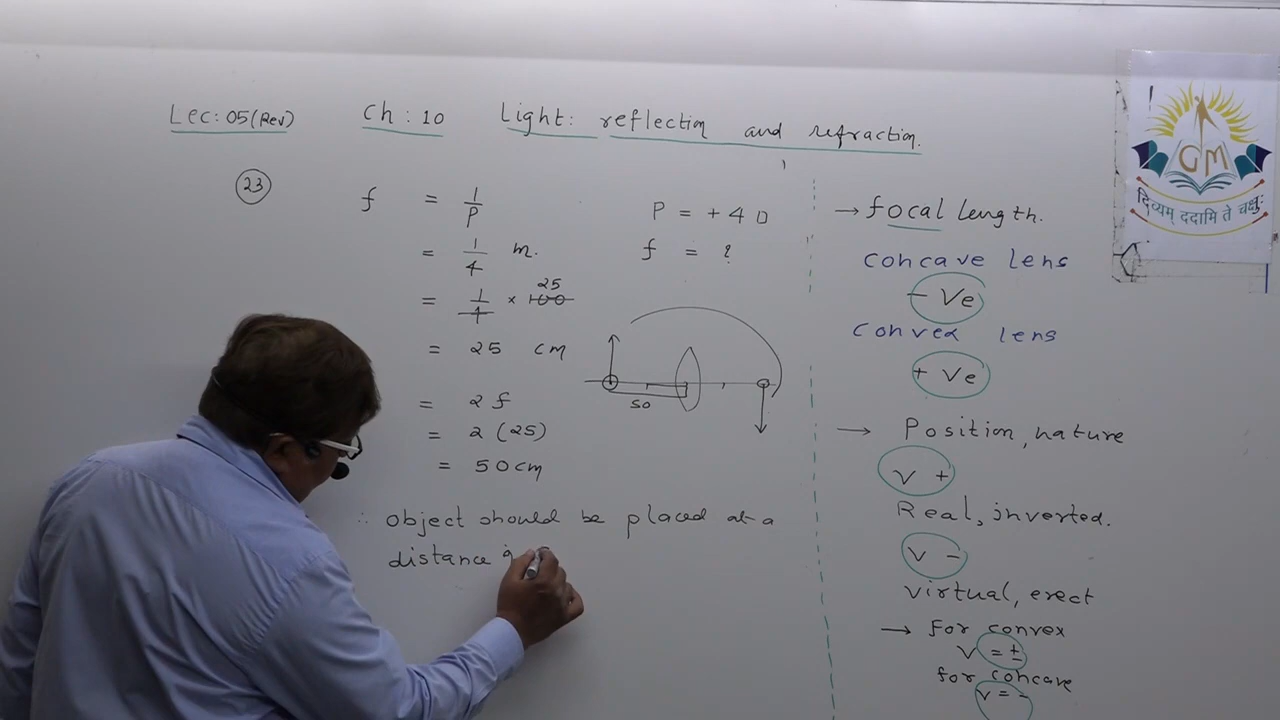 Lec: 05 (Rev) Ch: 10 Light: reflection and refraction.
23
f = 1/P
= 1/4 m.
= 1/4 × 100 25
= 25 cm
= 2f
= 2 (25)
= 50 cm
P = + 4 D
f = ?
50
∴ object should be placed at a
distance
→ focal length.
concave lens
- Ve
convex lens
+ Ve
→ Position, nature
V +
Real, inverted.
V -
virtual, erect
→ for convex
V = ±
for concave
V = -
GM
दिव्यम् ददामि ते चक्षुः